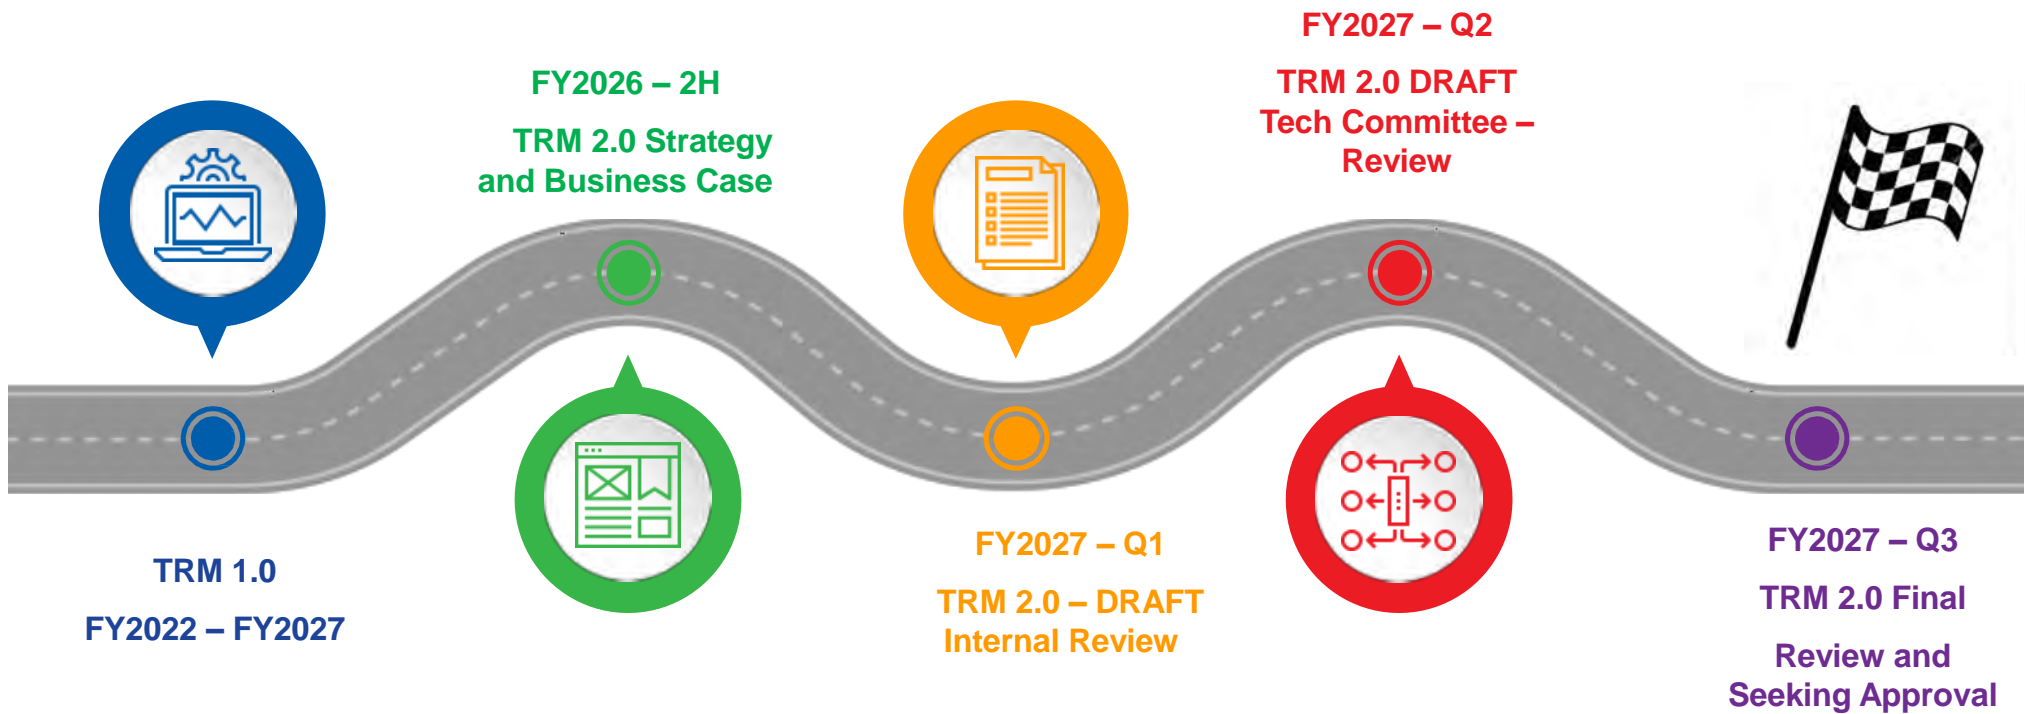 TRM 1.0
FY2022 – FY2027
FY2026 – 2H
TRM 2.0 Strategy
and Business Case
FY2027 – Q1
TRM 2.0 – DRAFT
Internal Review
FY2027 – Q2
TRM 2.0 DRAFT
Tech Committee –
Review
FY2027 – Q3
TRM 2.0 Final
Review and
Seeking Approval